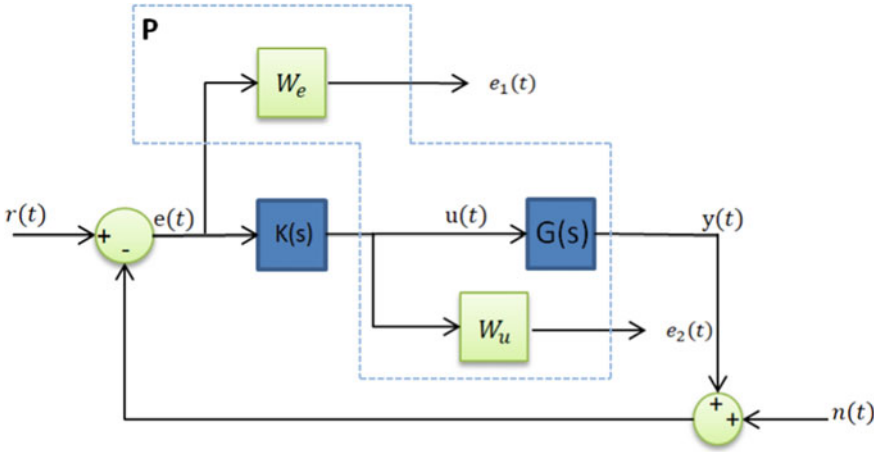 P
W_e
e_1(t)
r(t)
+
-
e(t)
K(s)
u(t)
G(s)
y(t)
W_u
e_2(t)
+
+
n(t)